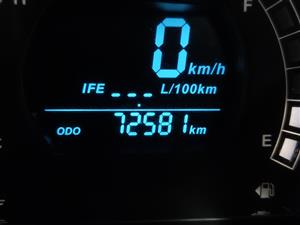 F
0 km/h
IFE _ _ . _ L/100km
ODO 72581 km
E